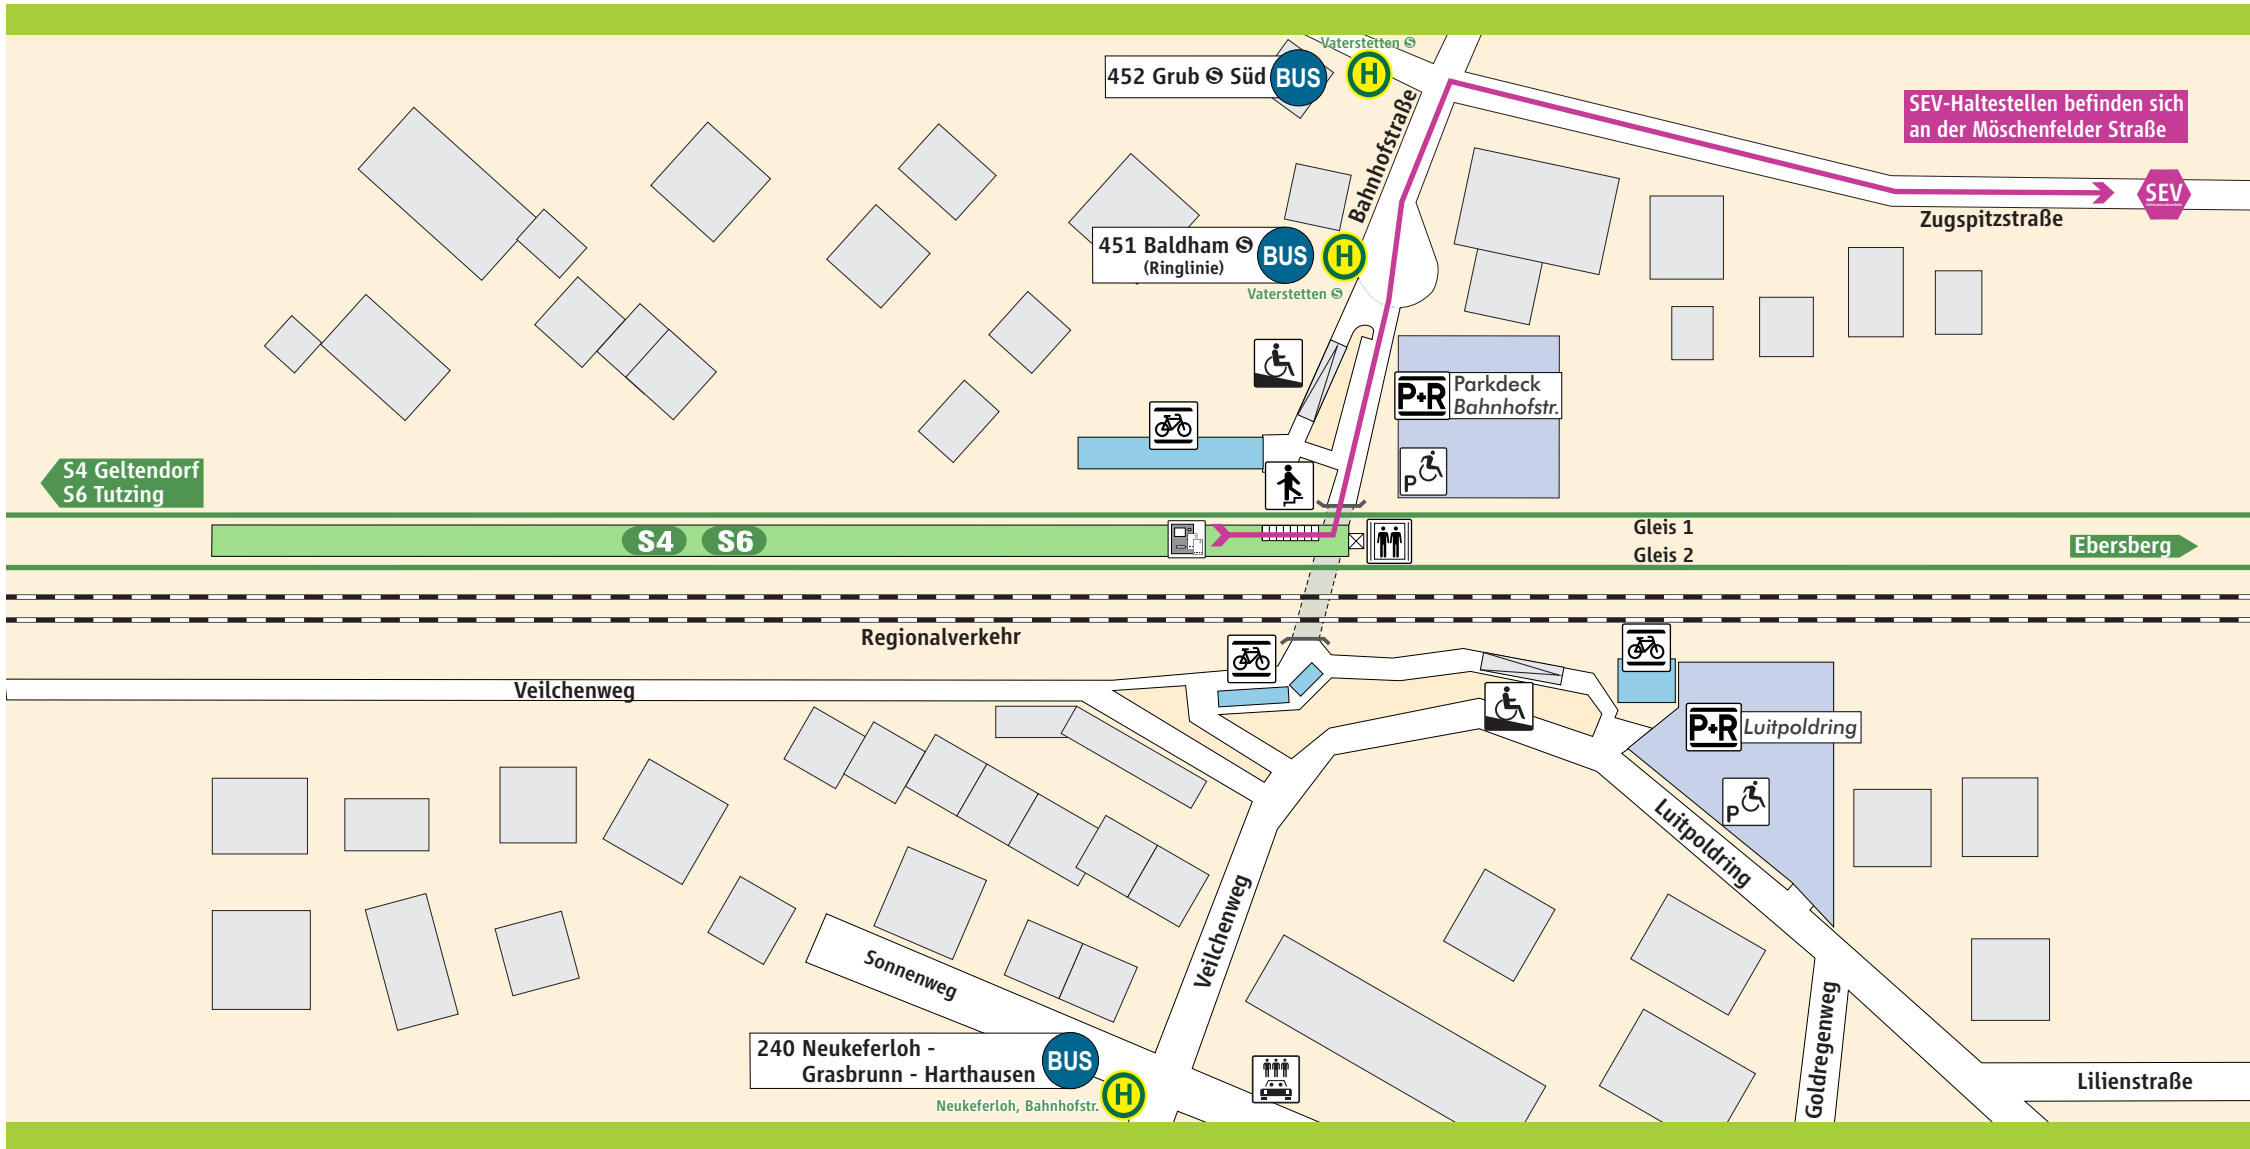 Vaterstetten S
452 Grub S Süd
BUS
H
Bahnhofstraße
SEV-Haltestellen befinden sich
an der Möschenfelder Straße
SEV
Zugspitzstraße
451 Baldham S
(Ringlinie)
BUS
H
Vaterstetten S
P+R
Parkdeck
Bahnhofstr.
P
S4 Geltendorf
S6 Tutzing
S4
S6
Gleis 1
Gleis 2
Ebersberg
Regionalverkehr
Veilchenweg
P+R
Luitpoldring
P
Luitpoldring
Veilchenweg
Sonnenweg
Goldregenweg
240 Neukeferloh -
Grasbrunn - Harthausen
BUS
H
Neukeferloh, Bahnhofstr.
Lilienstraße